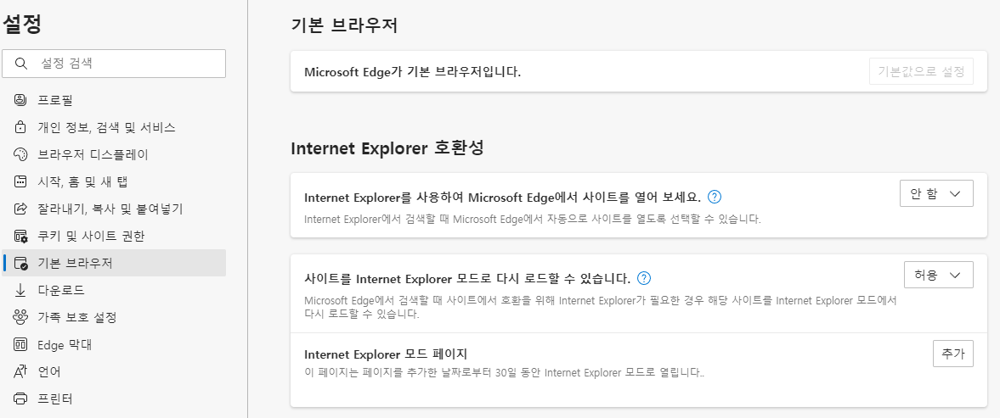 설정
설정 검색
프로필
개인 정보, 검색 및 서비스
브라우저 디스플레이
시작, 홈 및 새 탭
잘라내기, 복사 및 붙여넣기
쿠키 및 사이트 권한
기본 브라우저
다운로드
가족 보호 설정
Edge 막대
언어
프린터
기본 브라우저
Microsoft Edge가 기본 브라우저입니다.
기본값으로 설정
Internet Explorer 호환성
Internet Explorer를 사용하여 Microsoft Edge에서 사이트를 열어 보세요. ?
안 함
Internet Explorer에서 검색할 때 Microsoft Edge에서 자동으로 사이트를 열도록 선택할 수 있습니다.
사이트를 Internet Explorer 모드로 다시 로드할 수 있습니다. ?
허용
Microsoft Edge에서 검색할 때 사이트에서 호환을 위해 Internet Explorer가 필요한 경우 해당 사이트를 Internet Explorer 모드에서
다시 로드할 수 있습니다.
Internet Explorer 모드 페이지
추가
이 페이지는 페이지를 추가한 날짜로부터 30일 동안 Internet Explorer 모드로 열립니다..